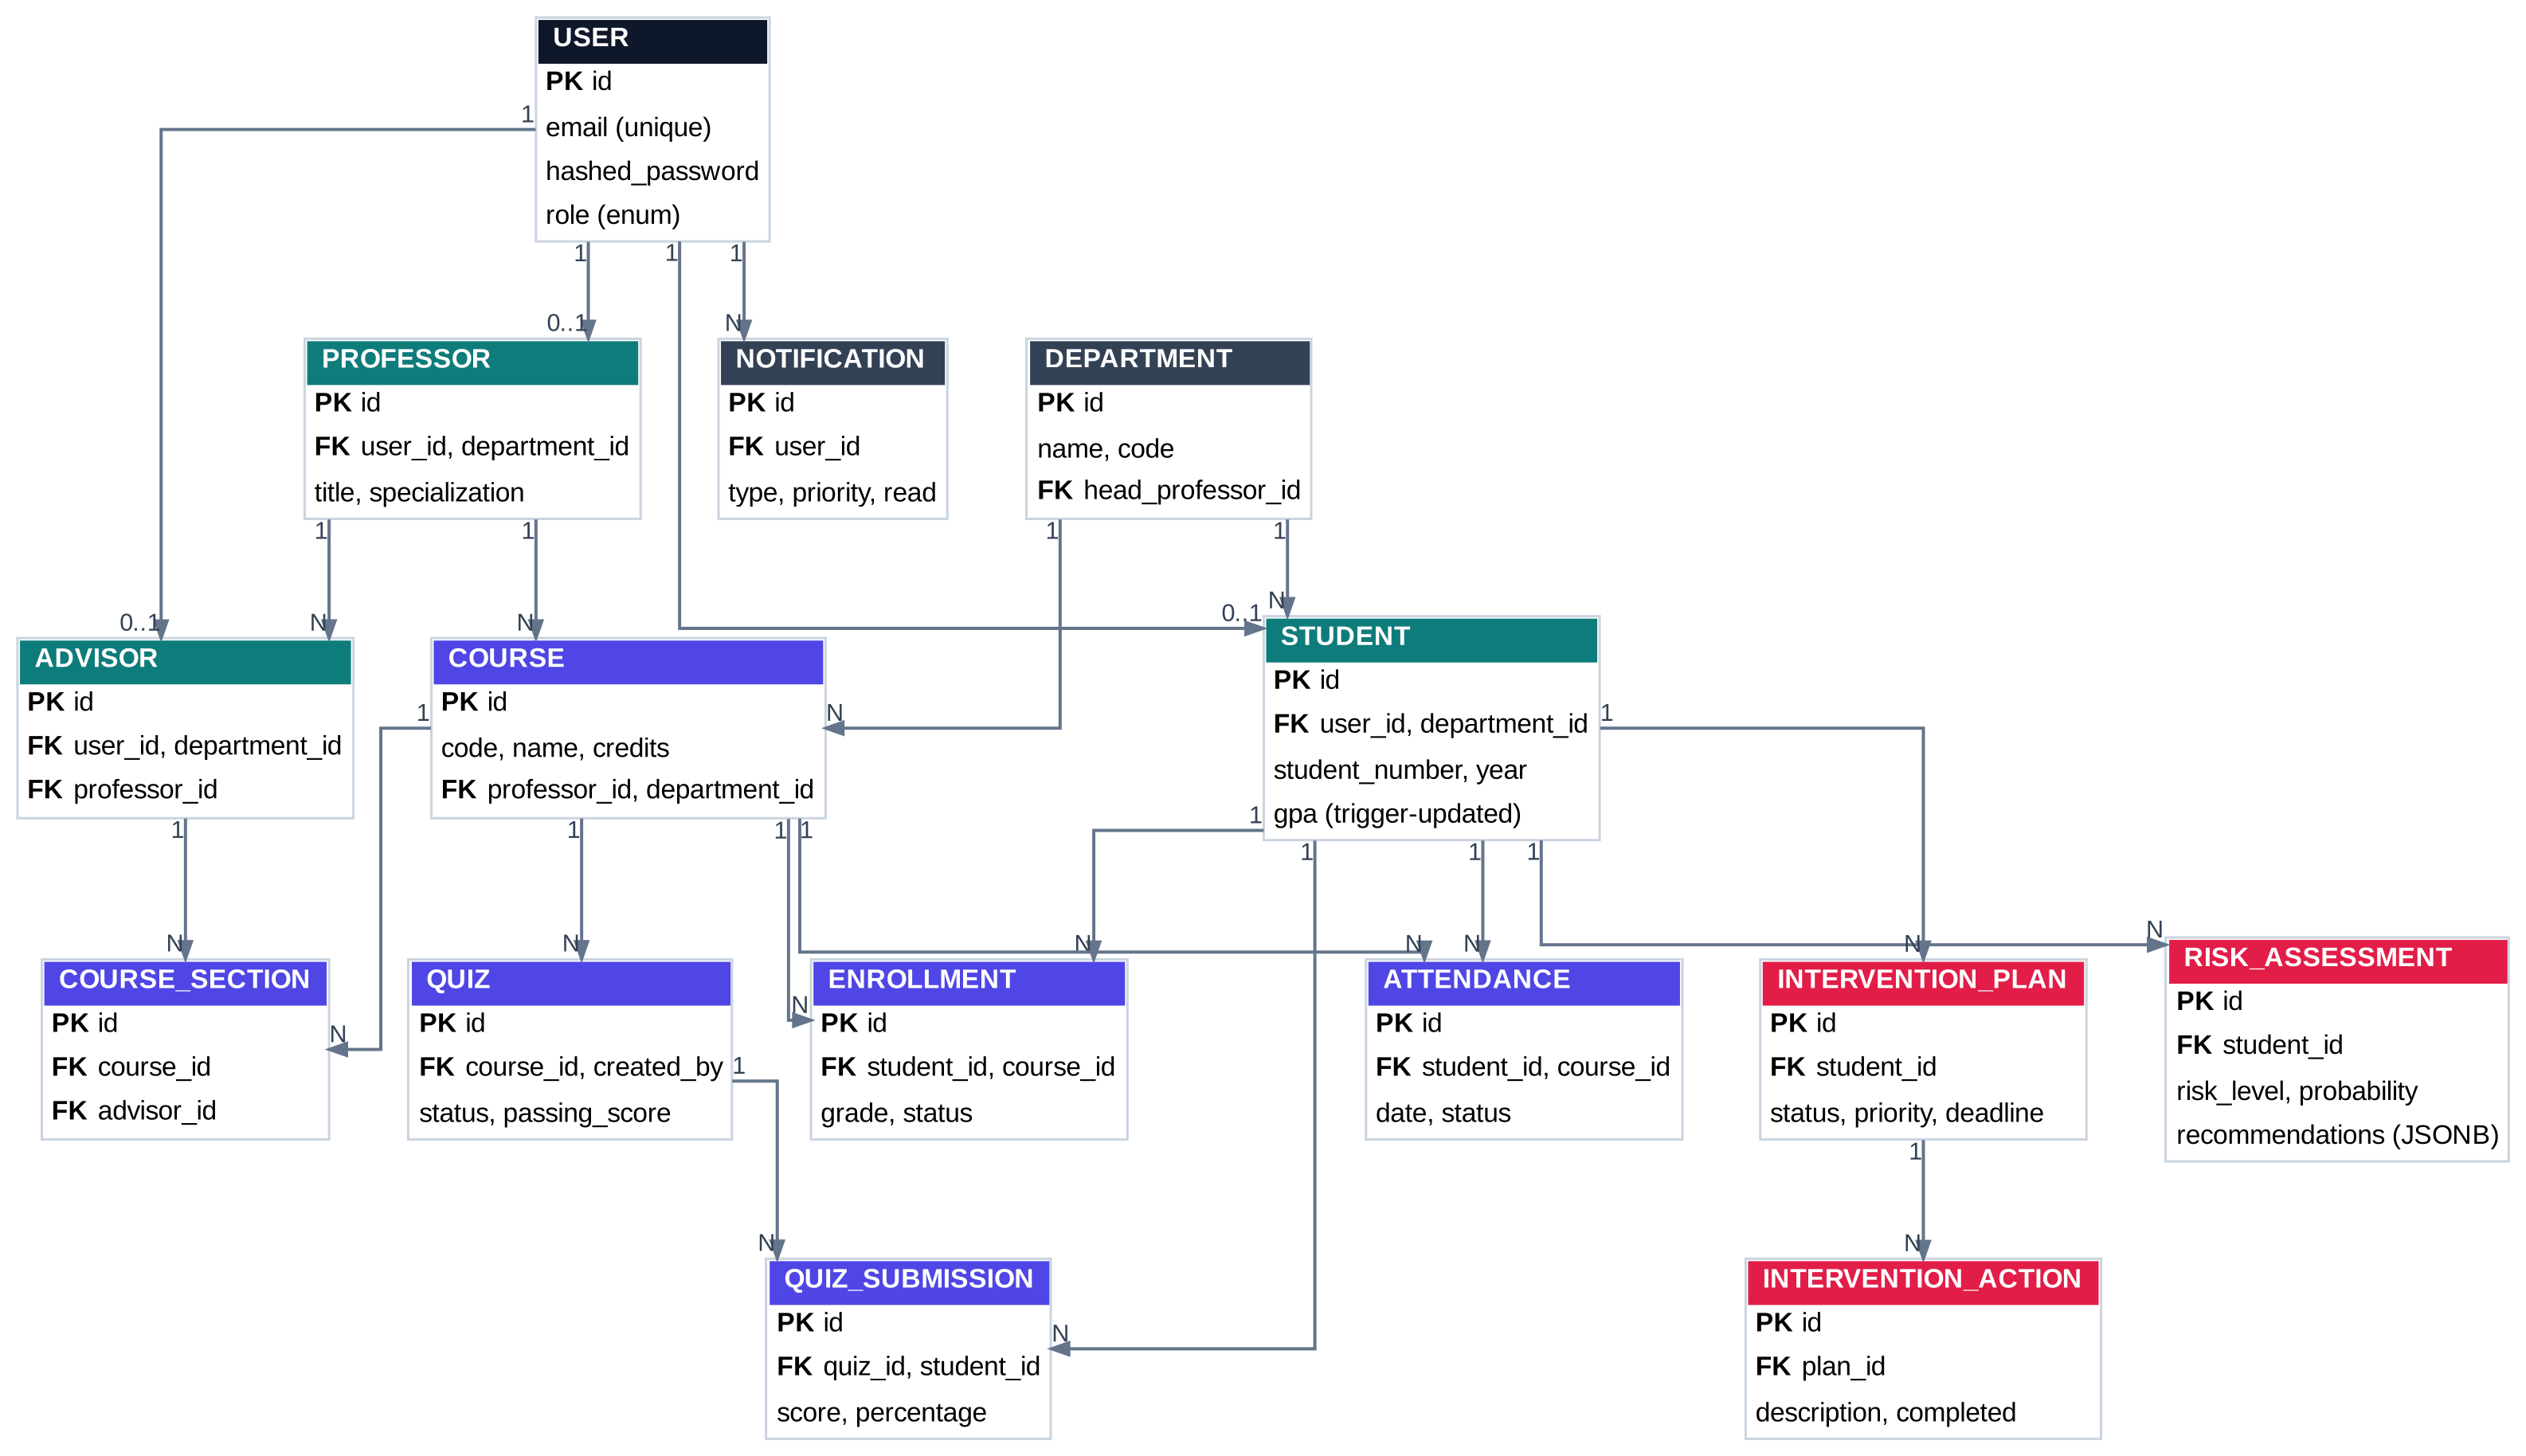 USER
PK id
email (unique)
hashed_password
role (enum)
1
1
1
1
0..1
N
PROFESSOR
PK id
FK user_id, department_id
title, specialization
1
1
NOTIFICATION
PK id
FK user_id
type, priority, read
DEPARTMENT
PK id
name, code
FK head_professor_id
1
1
0..1
N
N
0..1
N
ADVISOR
PK id
FK user_id, department_id
FK professor_id
1
COURSE
PK id
code, name, credits
FK professor_id, department_id
1
N
1
1
1
STUDENT
PK id
FK user_id, department_id
student_number, year
gpa (trigger-updated)
1
1
1
1
1
N
N
N
N
N
N
N
COURSE_SECTION
PK id
FK course_id
FK advisor_id
N
QUIZ
PK id
FK course_id, created_by
status, passing_score
1
N
ENROLLMENT
PK id
FK student_id, course_id
grade, status
ATTENDANCE
PK id
FK student_id, course_id
date, status
INTERVENTION_PLAN
PK id
FK student_id
status, priority, deadline
1
RISK_ASSESSMENT
PK id
FK student_id
risk_level, probability
recommendations (JSONB)
N
N
QUIZ_SUBMISSION
PK id
FK quiz_id, student_id
score, percentage
N
INTERVENTION_ACTION
PK id
FK plan_id
description, completed